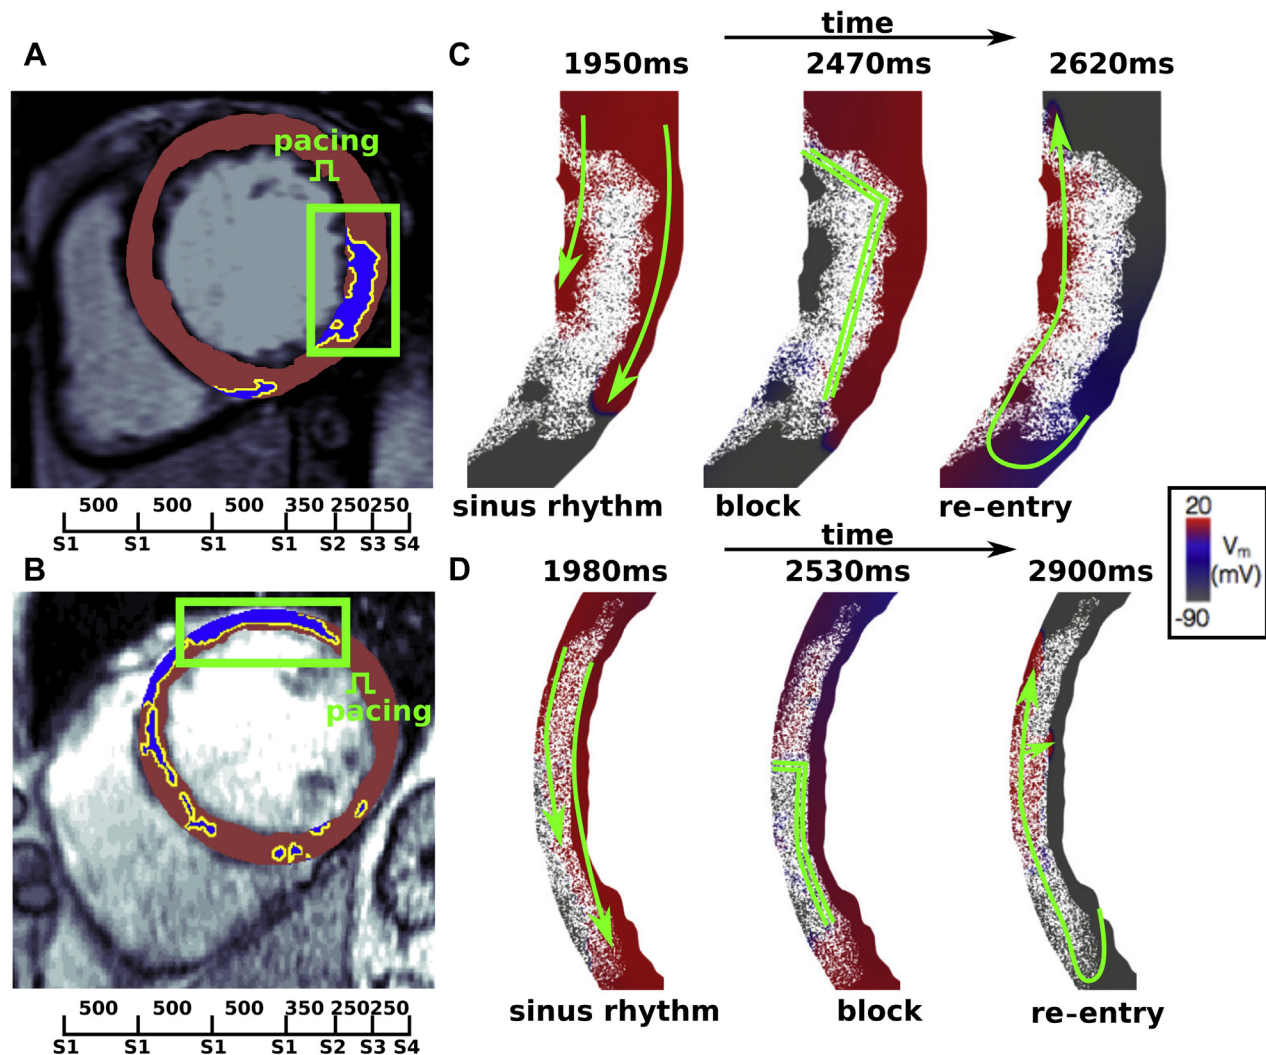 A
pacing
500 500 500 350 250 250
S1 S1 S1 S1 S2 S3 S4
B
pacing
500 500 500 350 250 250
S1 S1 S1 S1 S2 S3 S4
C
time
1950ms 2470ms 2620ms
sinus rhythm block re-entry
D
time
1980ms 2530ms 2900ms
sinus rhythm block re-entry
20
Vm
(mV)
-90